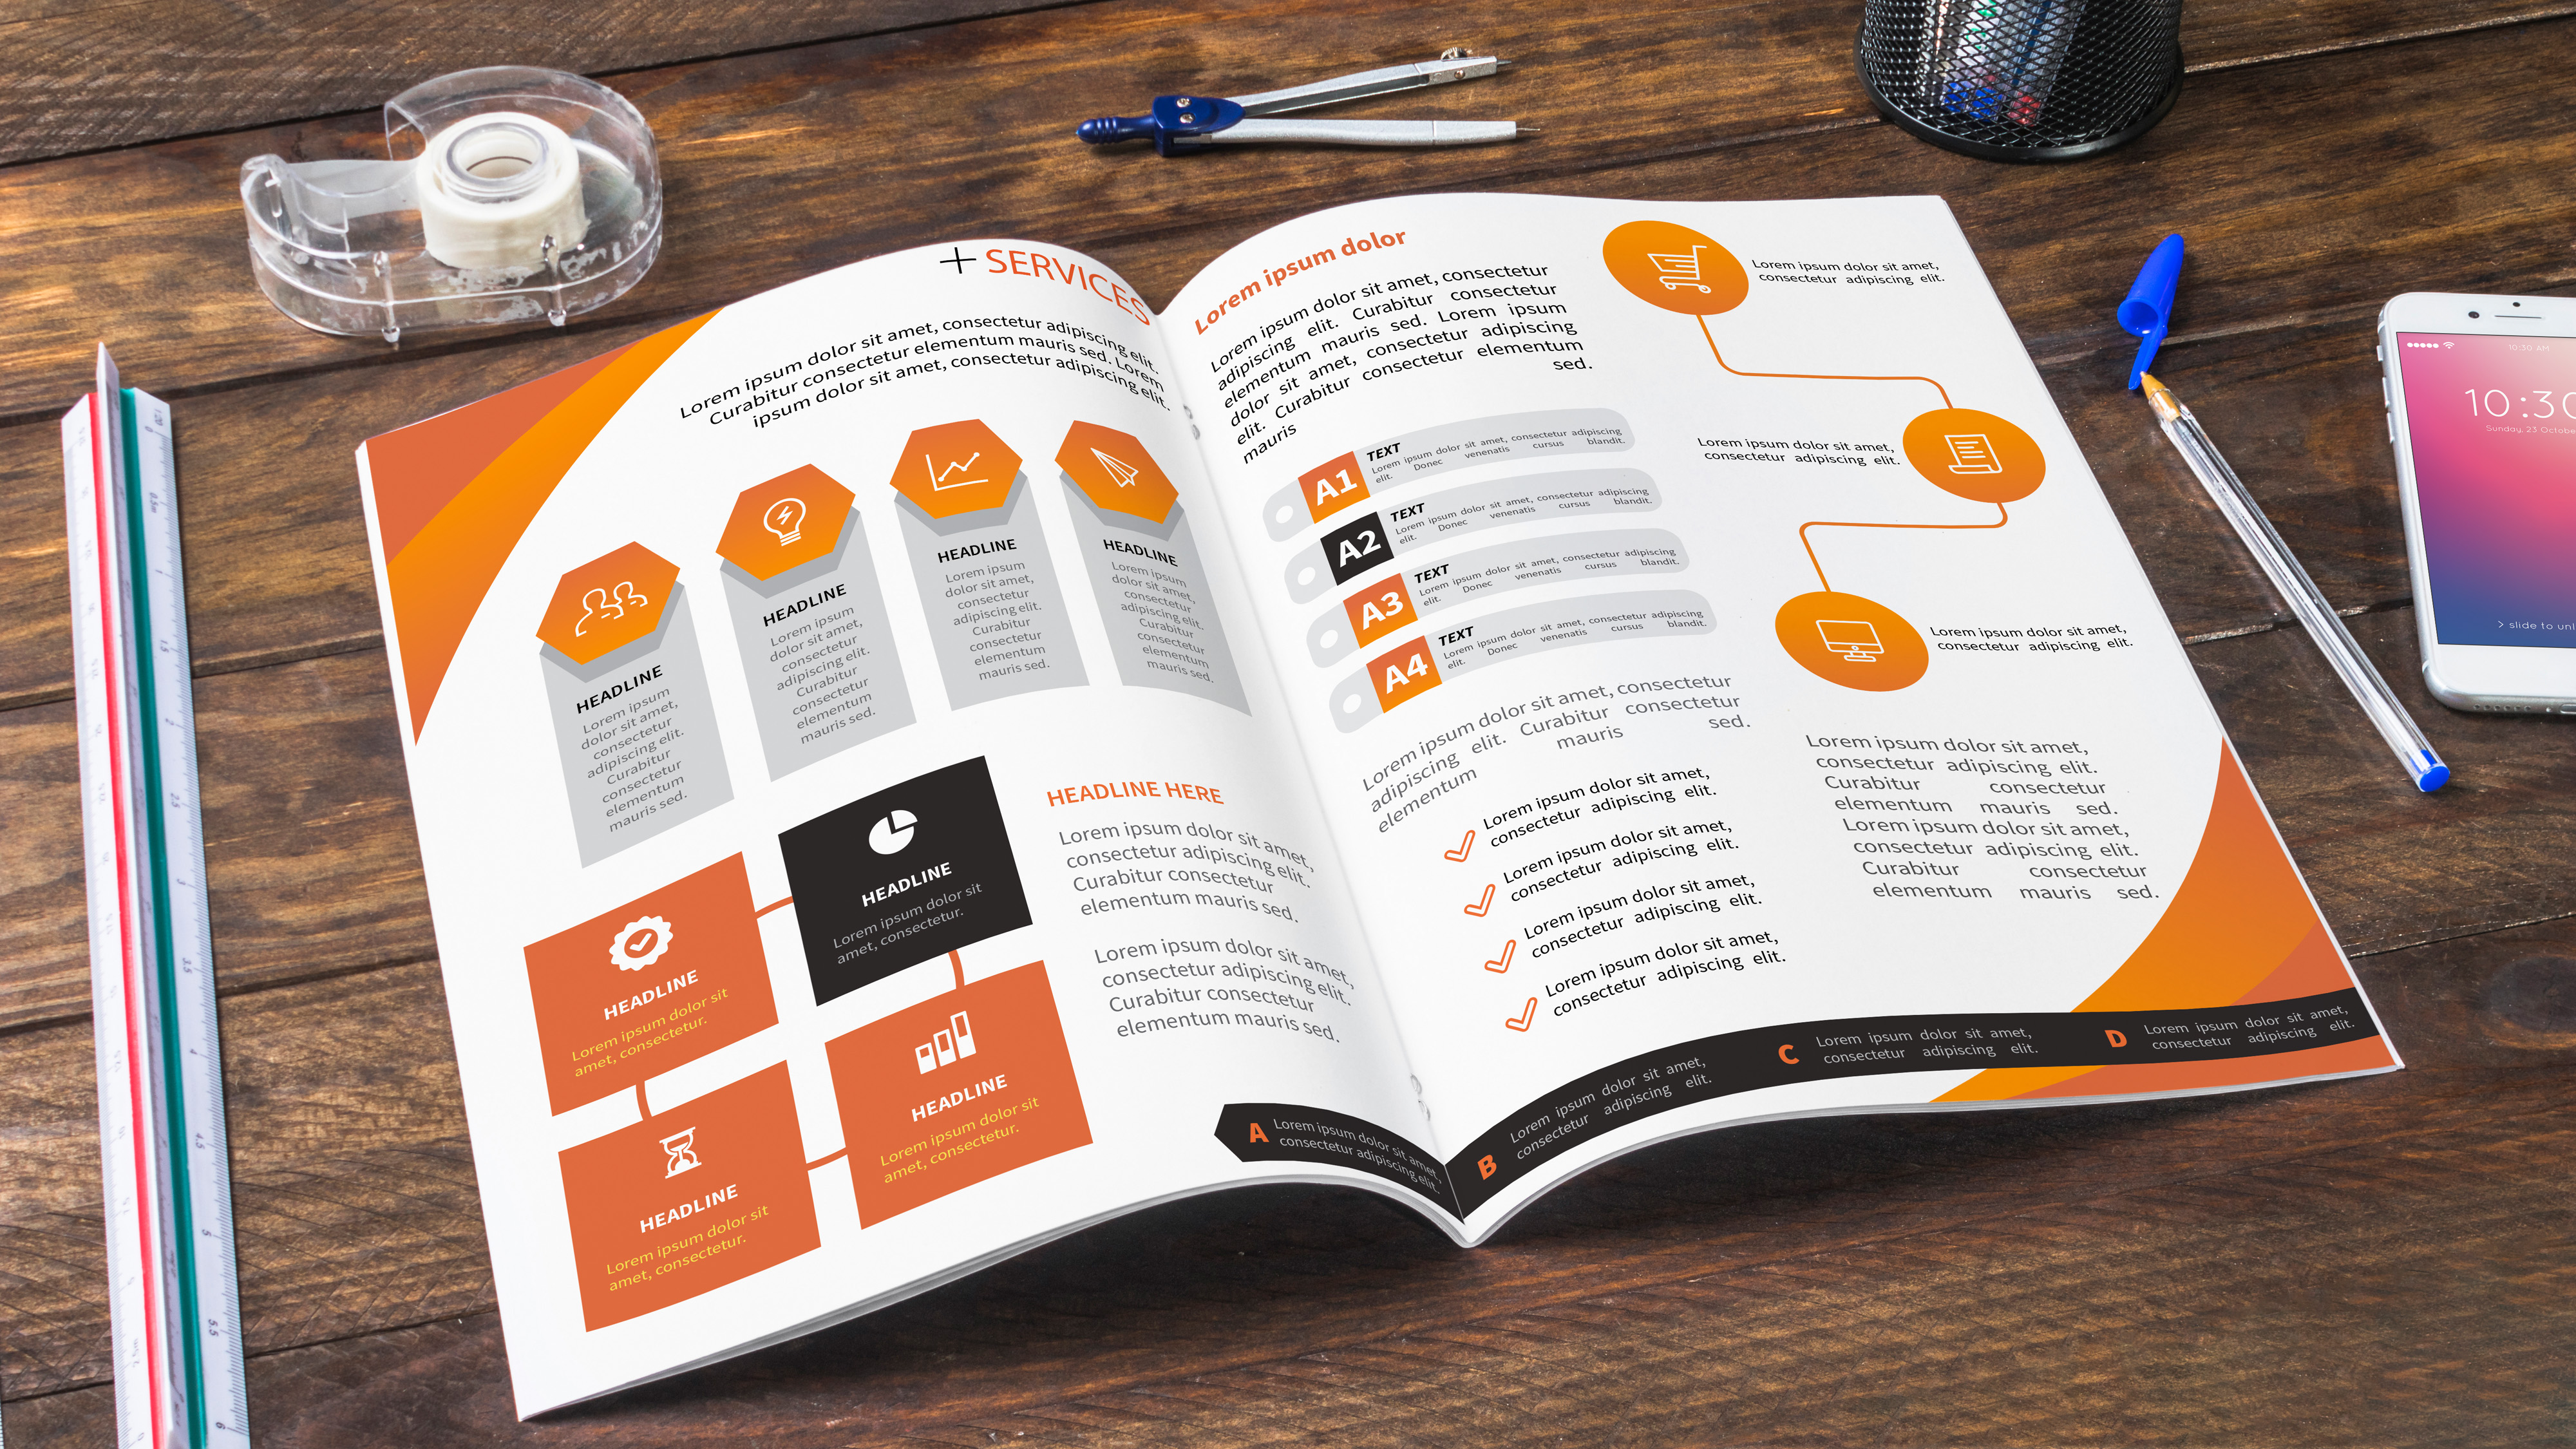 SERVICES
Lorem ipsum dolor sit amet, consectetur adipiscing elit.
Curabitur consectetur elementum mauris sed. Lorem
ipsum dolor sit amet, consectetur adipiscing elit.
HEADLINE
Lorem ipsum
dolor sit amet,
consectetur
adipiscing elit.
Curabitur
consectetur
elementum
mauris sed.
HEADLINE
Lorem ipsum
dolor sit amet,
consectetur
adipiscing elit.
Curabitur
consectetur
elementum
mauris sed.
HEADLINE
Lorem ipsum
dolor sit amet,
consectetur
adipiscing elit.
Curabitur
consectetur
elementum
mauris sed.
HEADLINE
Lorem ipsum
dolor sit amet,
consectetur
adipiscing elit.
Curabitur
consectetur
elementum
mauris sed.
HEADLINE
Lorem ipsum dolor sit
amet, consectetur.
HEADLINE
Lorem ipsum dolor sit
amet, consectetur.
HEADLINE
Lorem ipsum dolor sit
amet, consectetur.
HEADLINE
Lorem ipsum dolor sit
amet, consectetur.
HEADLINE HERE
Lorem ipsum dolor sit amet,
consectetur adipiscing elit.
Curabitur consectetur
elementum mauris sed.
Lorem ipsum dolor sit amet,
consectetur adipiscing elit.
Curabitur consectetur
elementum mauris sed.
A Lorem ipsum dolor sit amet,
consectetur adipiscing elit.
Lorem ipsum dolor
Lorem ipsum dolor sit amet, consectetur
adipiscing elit. Curabitur consectetur
elementum mauris sed. Lorem ipsum
dolor sit amet, consectetur adipiscing
elit. Curabitur consectetur elementum
mauris sed.
A1 TEXT
Lorem ipsum dolor sit amet, consectetur adipiscing
elit. Donec venenatis cursus blandit.
A2 TEXT
Lorem ipsum dolor sit amet, consectetur adipiscing
elit. Donec venenatis cursus blandit.
A3 TEXT
Lorem ipsum dolor sit amet, consectetur adipiscing
elit. Donec venenatis cursus blandit.
A4 TEXT
Lorem ipsum dolor sit amet, consectetur adipiscing
elit. Donec venenatis cursus blandit.
Lorem ipsum dolor sit amet, consectetur
adipiscing elit. Curabitur consectetur
elementum mauris sed.
Lorem ipsum dolor sit amet,
consectetur adipiscing elit.
Lorem ipsum dolor sit amet,
consectetur adipiscing elit.
Lorem ipsum dolor sit amet,
consectetur adipiscing elit.
Lorem ipsum dolor sit amet,
consectetur adipiscing elit.
Lorem ipsum dolor sit amet,
consectetur adipiscing elit.
Lorem ipsum dolor sit amet,
consectetur adipiscing elit.
Lorem ipsum dolor sit amet,
consectetur adipiscing elit.
Lorem ipsum dolor sit amet,
consectetur adipiscing elit.
Curabitur consectetur
elementum mauris sed.
Lorem ipsum dolor sit amet,
consectetur adipiscing elit.
Curabitur consectetur
elementum mauris sed.
B Lorem ipsum dolor sit amet,
consectetur adipiscing elit.
C Lorem ipsum dolor sit amet,
consectetur adipiscing elit.
D Lorem ipsum dolor sit amet,
consectetur adipiscing elit.
10:30 AM
10:30
Sunday, 23 Octobe
> slide to unl